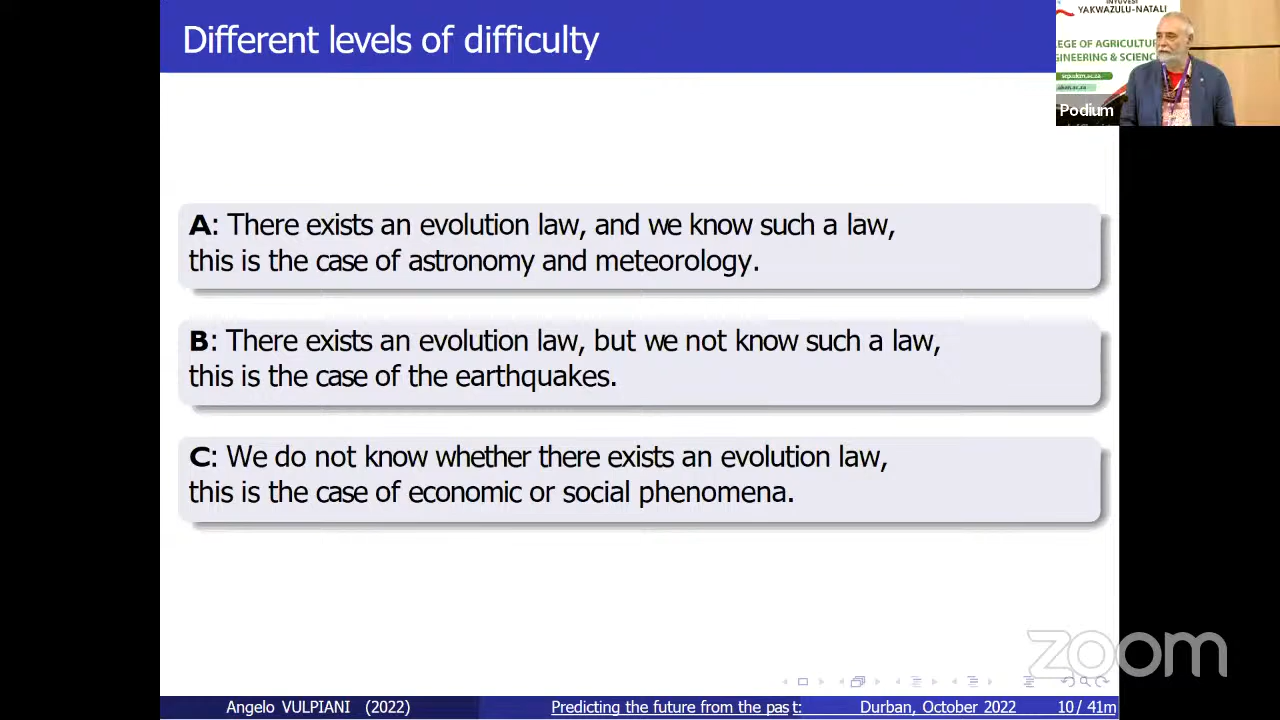 Different levels of difficulty
INYUVESI
YAKWAZULU-NATALI
LEGE OF AGRICULTUR
GINEERING & SCIENC
Podium
A: There exists an evolution law, and we know such a law,
this is the case of astronomy and meteorology.
B: There exists an evolution law, but we not know such a law,
this is the case of the earthquakes.
C: We do not know whether there exists an evolution law,
this is the case of economic or social phenomena.
zoom
Angelo VULPIANI (2022) Predicting the future from the past: Durban, October 2022 10 / 41m